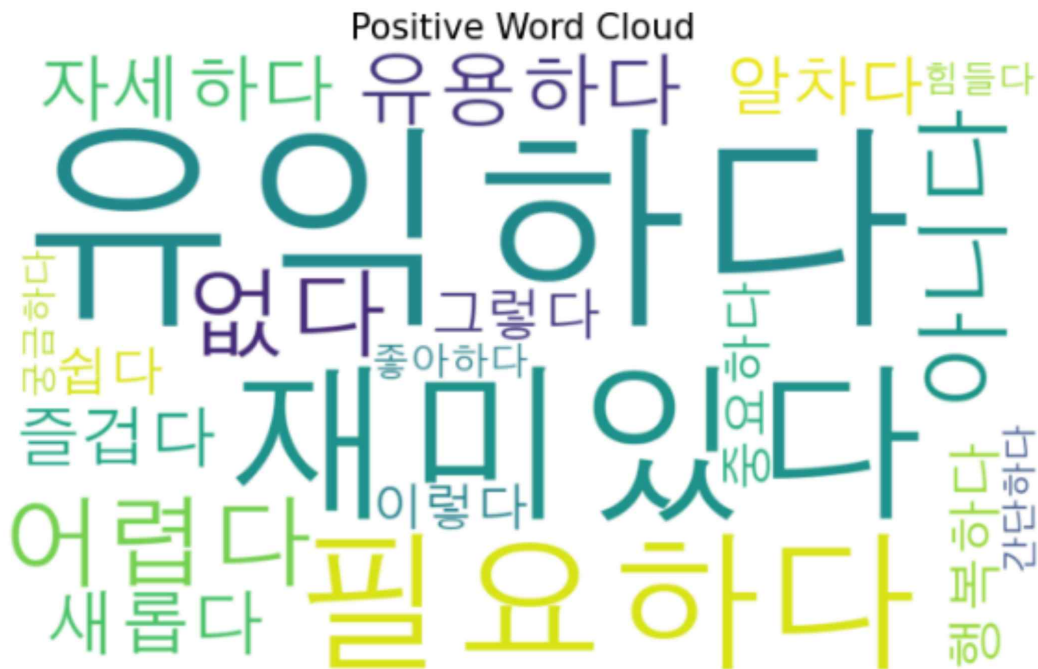 Positive Word Cloud
자세하다
유용하다
알차다
힘들다
유익하다
아니다
없다
그렇다
궁금하다
쉽다
좋아하다
중요하다
재미있다
즐겁다
이렇다
어렵다
필요하다
행복하다
간단하다
새롭다